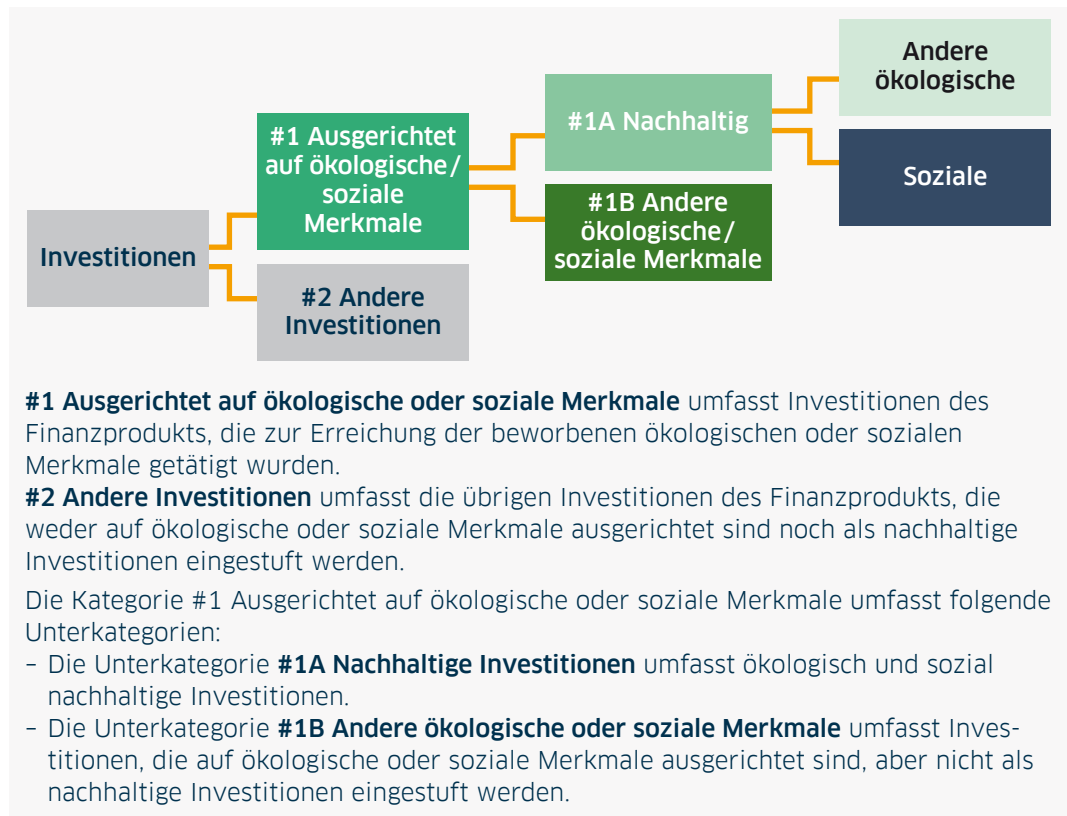 Andere
ökologische
#1A Nachhaltig
#1 Ausgerichtet
auf ökologische/
soziale
Merkmale
Soziale
#1B Andere
ökologische/
soziale Merkmale
Investitionen
#2 Andere
Investitionen
#1 Ausgerichtet auf ökologische oder soziale Merkmale umfasst Investitionen des
Finanzprodukts, die zur Erreichung der beworbenen ökologischen oder sozialen
Merkmale getätigt wurden.
#2 Andere Investitionen umfasst die übrigen Investitionen des Finanzprodukts, die
weder auf ökologische oder soziale Merkmale ausgerichtet sind noch als nachhaltige
Investitionen eingestuft werden.
Die Kategorie #1 Ausgerichtet auf ökologische oder soziale Merkmale umfasst folgende
Unterkategorien:
– Die Unterkategorie #1A Nachhaltige Investitionen umfasst ökologisch und sozial
nachhaltige Investitionen.
– Die Unterkategorie #1B Andere ökologische oder soziale Merkmale umfasst Inves-
titionen, die auf ökologische oder soziale Merkmale ausgerichtet sind, aber nicht als
nachhaltige Investitionen eingestuft werden.